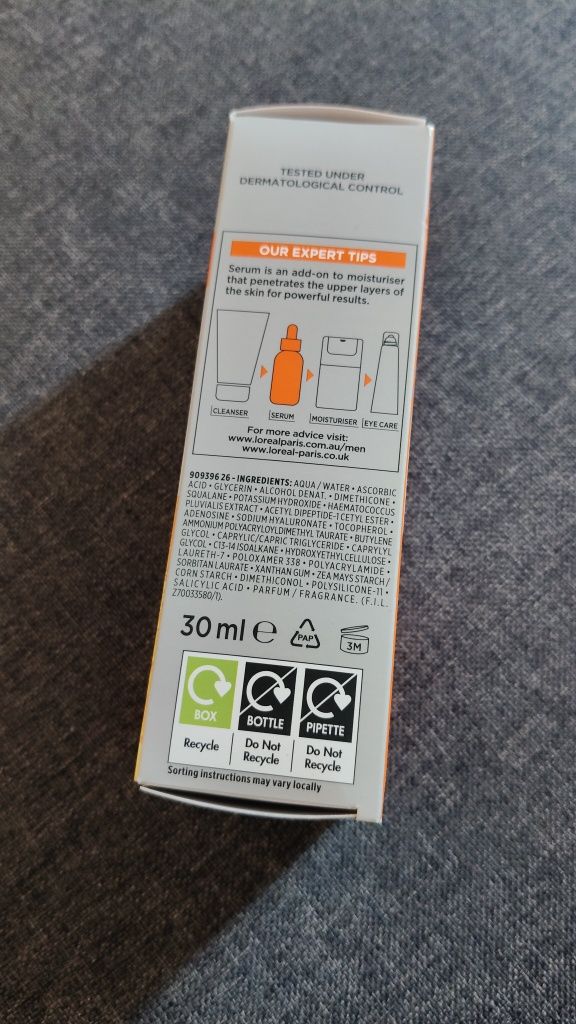 TESTED UNDER
DERMATOLOGICAL CONTROL
OUR EXPERT TIPS
Serum is an add-on to moisturiser
that penetrates the upper layers of
the skin for powerful results.
CLEANSER
SERUM
MOISTURISER
EYE CARE
For more advice visit:
www.lorealparis.com.au/men
www.loreal-paris.co.uk
909396 26 - INGREDIENTS: AQUA / WATER • ASCORBIC
ACID • GLYCERIN • ALCOHOL DENAT. • DIMETHICONE •
SQUALANE • POTASSIUM HYDROXIDE • HAEMATOCOCCUS
PLUVIALIS EXTRACT • ACETYL DIPEPTIDE-1 CETYL ESTER •
ADENOSINE • SODIUM HYALURONATE • TOCOPHEROL •
AMMONIUM POLYACRYLOYLDIMETHYL TAURATE • BUTYLENE
GLYCOL • CAPRYLIC/CAPRIC TRIGLYCERIDE • CAPRYLYL
GLYCOL • C13-14 ISOALKANE • HYDROXYETHYLCELLULOSE •
LAURETH-7 • POLOXAMER 338 • POLYACRYLAMIDE •
SORBITAN LAURATE • XANTHAN GUM • ZEA MAYS STARCH /
CORN STARCH • DIMETHICONOL • POLYSILICONE-11 •
SALICYLIC ACID • PARFUM / FRAGRANCE. (F.I.L.
Z70033580/1).
30 ml ℮ PAP 3M
BOX
BOTTLE
PIPETTE
Recycle
Do Not
Recycle
Do Not
Recycle
Sorting instructions may vary locally